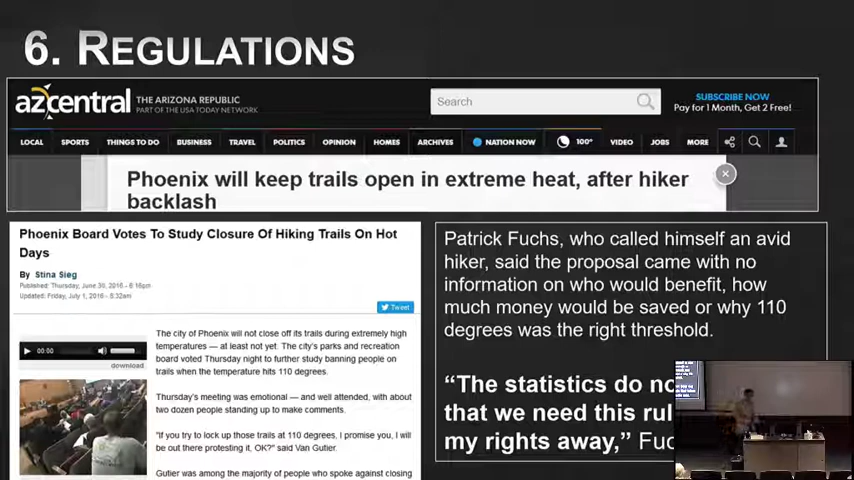 6. REGULATIONS
azcentral THE ARIZONA REPUBLIC
PART OF THE USA TODAY NETWORK
Search
SUBSCRIBE NOW
Pay for 1 Month, Get 2 Free!
LOCAL SPORTS THINGS TO DO BUSINESS TRAVEL POLITICS OPINION HOMES ARCHIVES NATION NOW 100° VIDEO JOBS MORE
Phoenix will keep trails open in extreme heat, after hiker
backlash
Phoenix Board Votes To Study Closure Of Hiking Trails On Hot
Days
By Stina Sieg
Published: Thursday, June 30, 2016 - 6:16pm
Updated: Friday, July 1, 2016 - 8:32am
Tweet
00:00
download
The city of Phoenix will not close off its trails during extremely high
temperatures — at least not yet. The city's parks and recreation
board voted Thursday night to further study banning people on
trails when the temperature hits 110 degrees.
Thursday's meeting was emotional — and well attended, with about
two dozen people standing up to make comments.
"If you try to lock up those trails at 110 degrees, I promise you, I will
be out there protesting it, OK?" said Van Gutier.
Gutier was among the majority of people who spoke against closing
Patrick Fuchs, who called himself an avid
hiker, said the proposal came with no
information on who would benefit, how
much money would be saved or why 110
degrees was the right threshold.
“The statistics do no
that we need this rul
my rights away,” Fuc